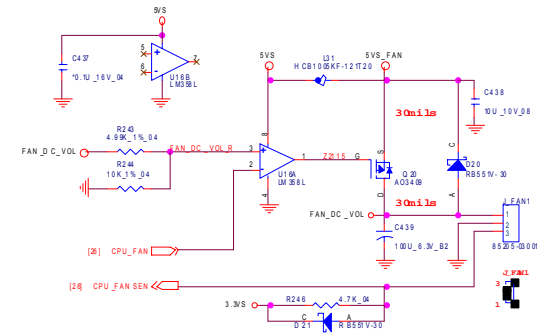 5VS
C437
*0.1U_16V_04
5
6
+
-
7
U16B
LM358L
5VS
L31
HCB1005KF-121T20
5VS_FAN
C438
10U_10V_08
30mils
R243
4.99K_1%_04
FAN_DC_VOL
FAN_DC_VOL_R
R244
10K_1%_04
8
3
2
+
-
1
4
U16A
LM358L
Z2115
G
S
D
Q20
AO3409
C
D20
RB551V-30
A
30mils
J_FAN1
FAN_DC_VOL
1
2
3
85205-03001
C439
100U_6.3V_B2
[26] CPU_FAN
[26] CPU_FANSEN
3.3VS
R246
4.7K_04
C
A
D21
RB551V-30
J_FAN1
3
1